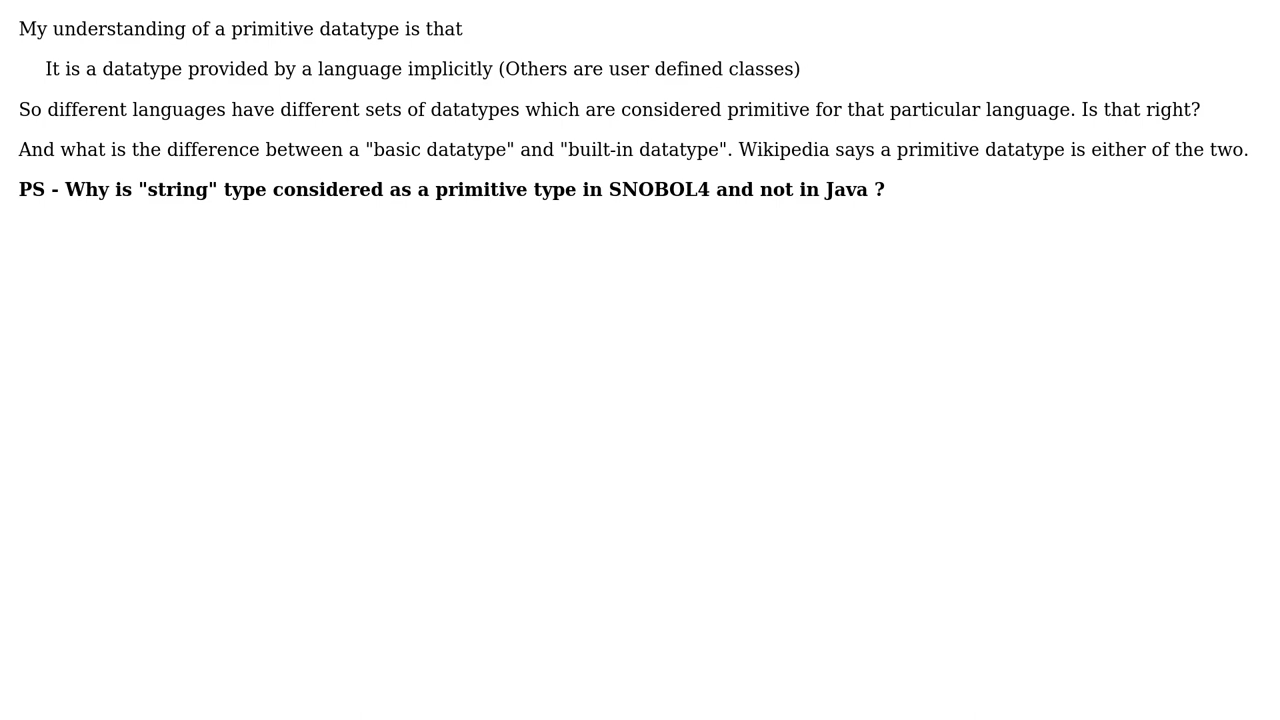 My understanding of a primitive datatype is that
It is a datatype provided by a language implicitly (Others are user defined classes)
So different languages have different sets of datatypes which are considered primitive for that particular language. Is that right?
And what is the difference between a "basic datatype" and "built-in datatype". Wikipedia says a primitive datatype is either of the two.
PS - Why is "string" type considered as a primitive type in SNOBOL4 and not in Java ?